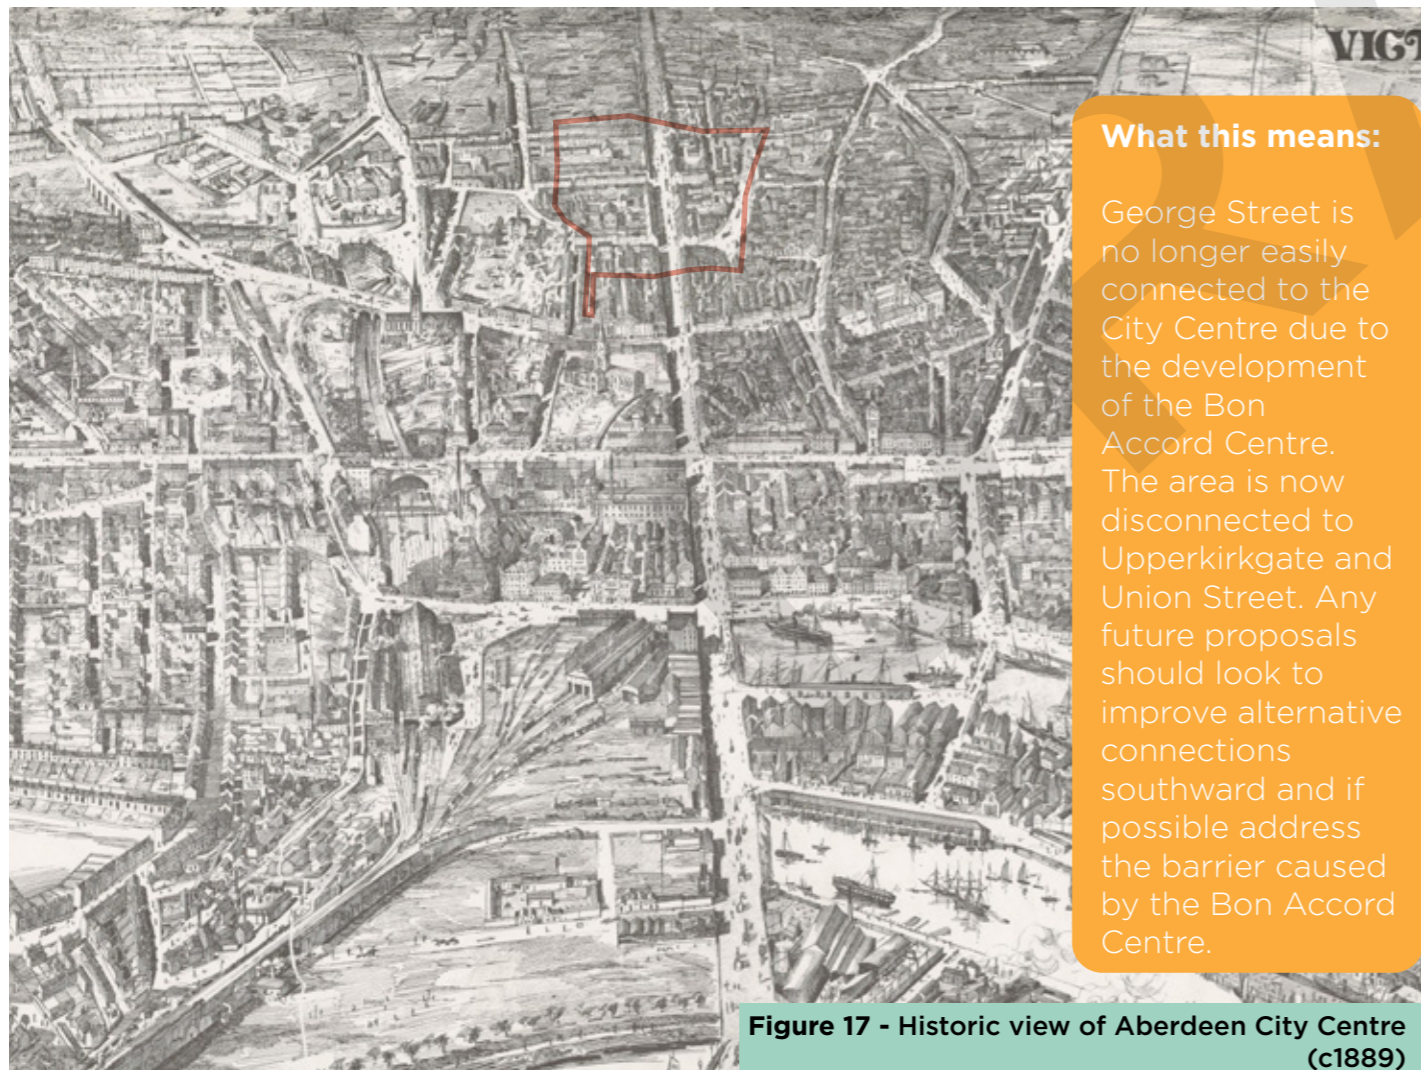 VICT
What this means:
George Street is
no longer easily
connected to the
City Centre due to
the development
of the Bon
Accord Centre.
The area is now
disconnected to
Upperkirkgate and
Union Street. Any
future proposals
should look to
improve alternative
connections
southward and if
possible address
the barrier caused
by the Bon Accord
Centre.
Figure 17 - Historic view of Aberdeen City Centre
(c1889)